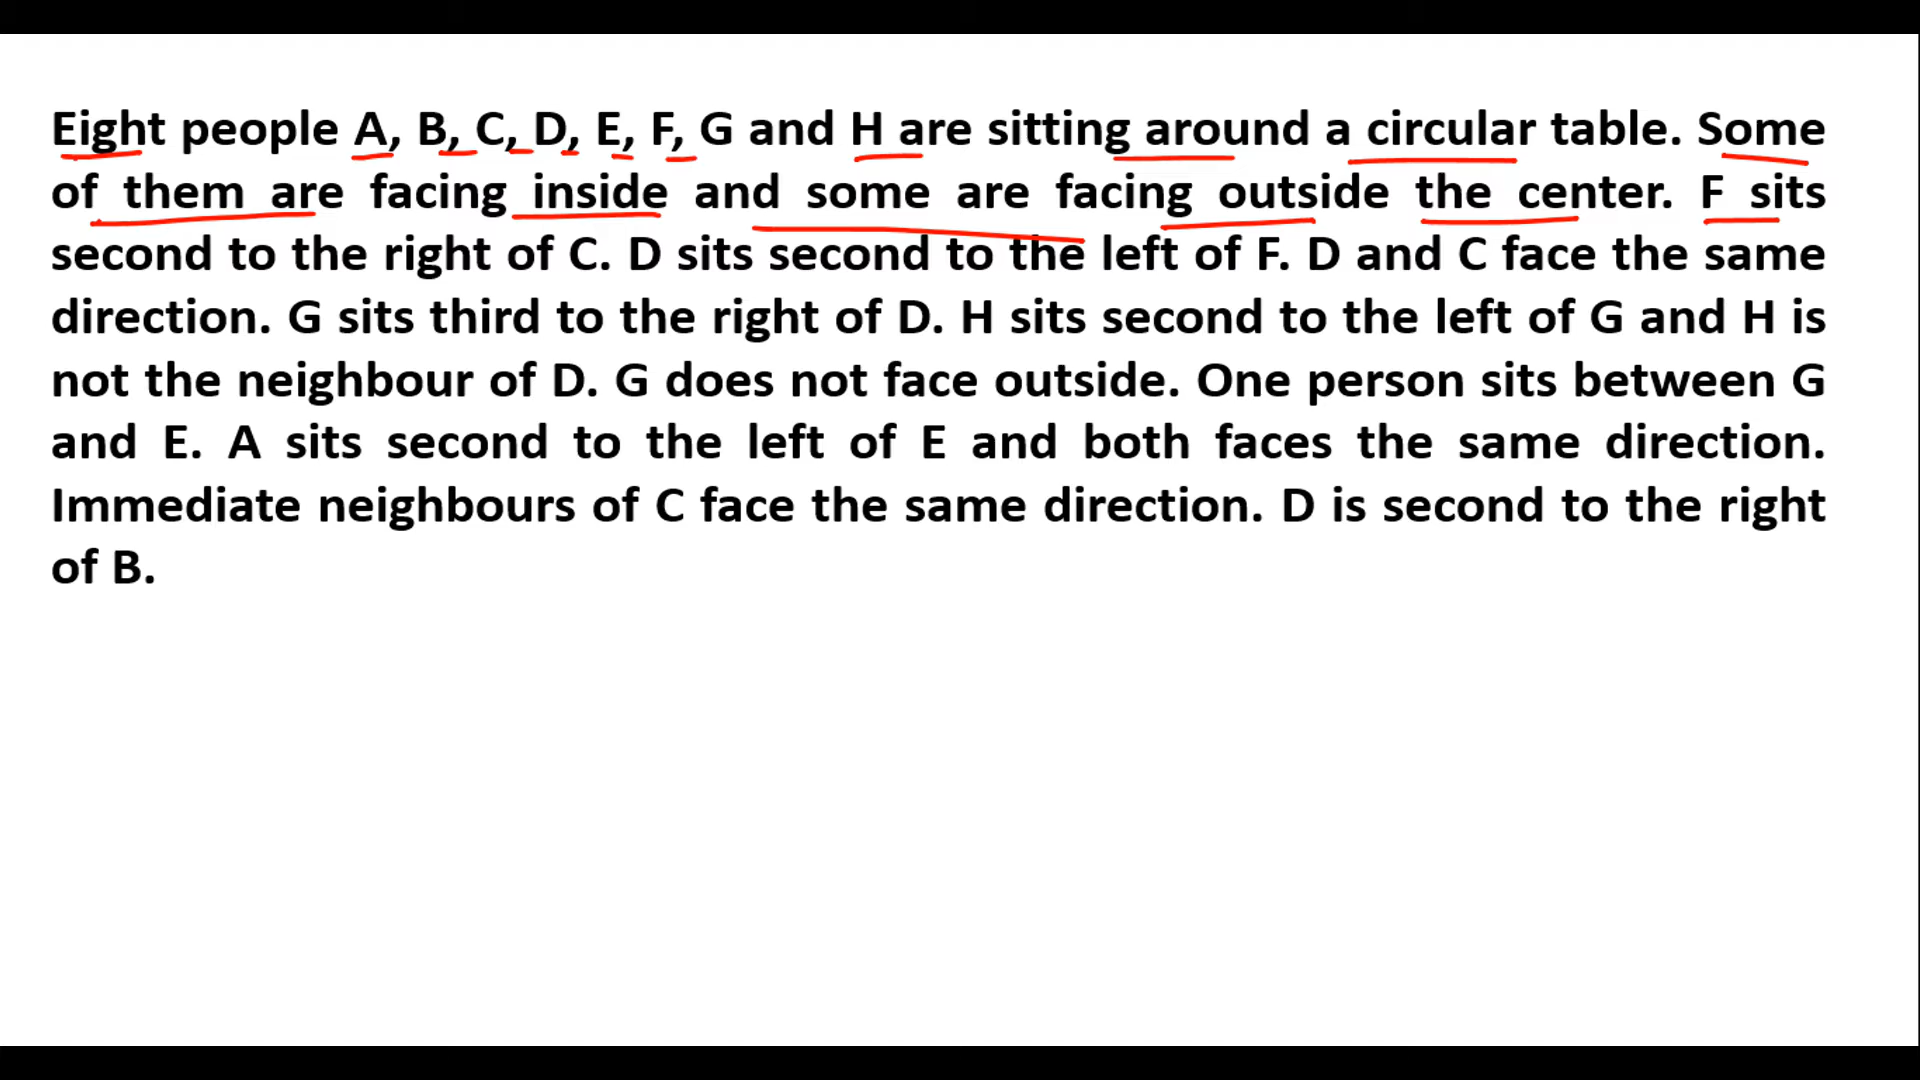 Eight people A, B, C, D, E, F, G and H are sitting around a circular table. Some
of them are facing inside and some are facing outside the center. F sits
second to the right of C. D sits second to the left of F. D and C face the same
direction. G sits third to the right of D. H sits second to the left of G and H is
not the neighbour of D. G does not face outside. One person sits between G
and E. A sits second to the left of E and both faces the same direction.
Immediate neighbours of C face the same direction. D is second to the right
of B.